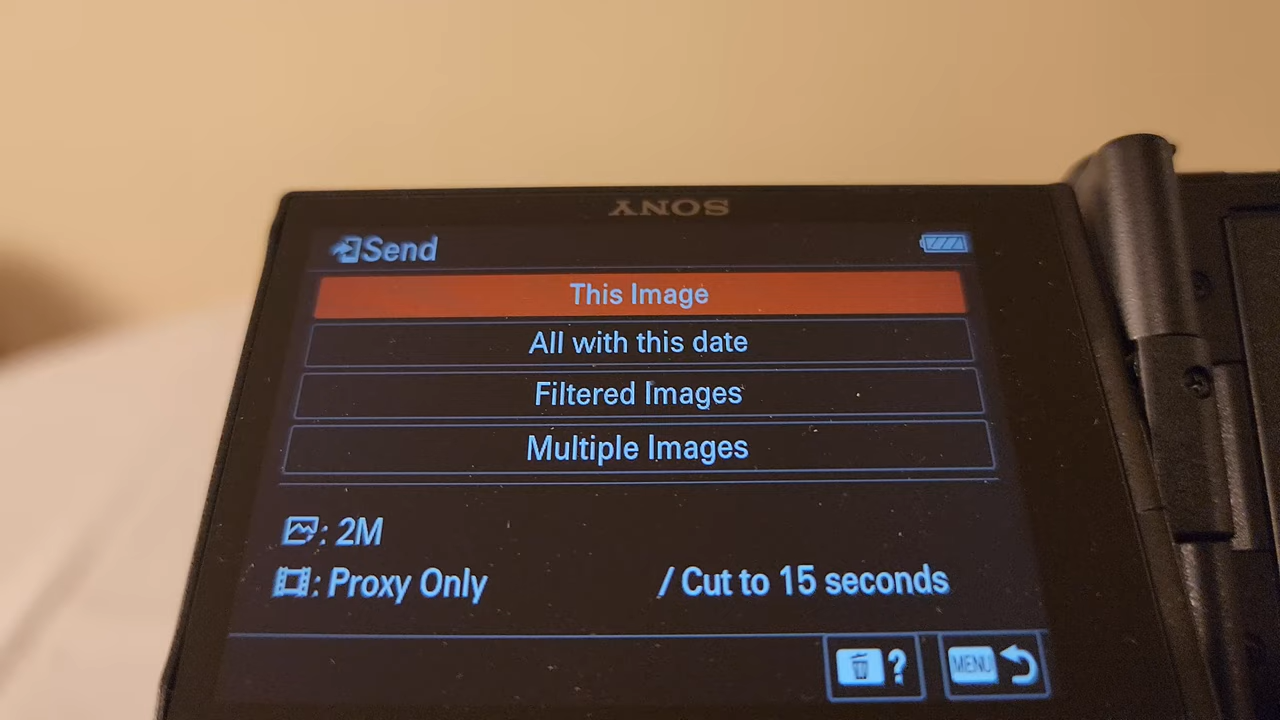 SONY
Send
This Image
All with this date
Filtered Images
Multiple Images
: 2M
: Proxy Only / Cut to 15 seconds
? MENU